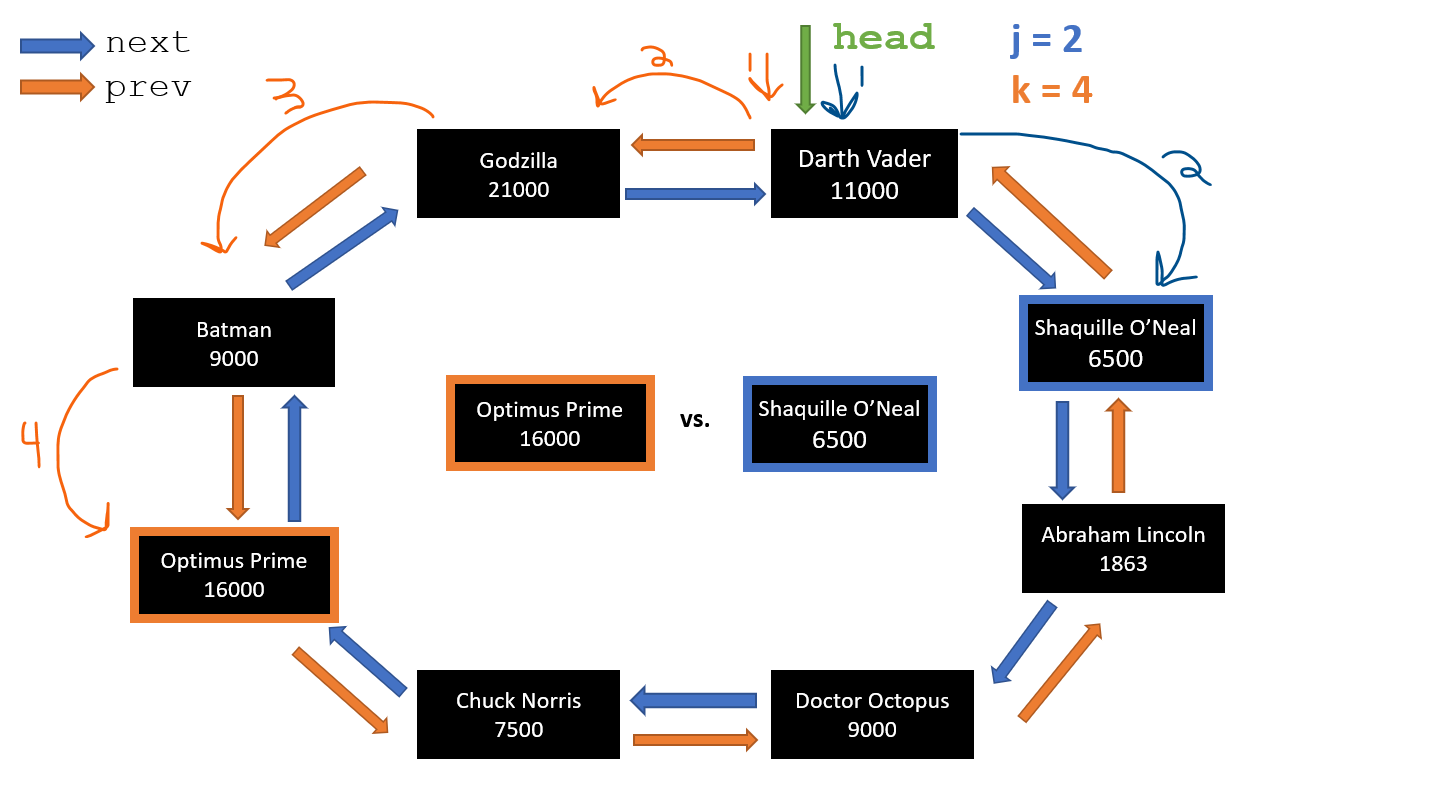 next
prev
head
j = 2
k = 4
1
2
3
4
1
2
Godzilla
21000
Darth Vader
11000
Batman
9000
Shaquille O’Neal
6500
Optimus Prime
16000
vs.
Shaquille O’Neal
6500
Optimus Prime
16000
Abraham Lincoln
1863
Chuck Norris
7500
Doctor Octopus
9000